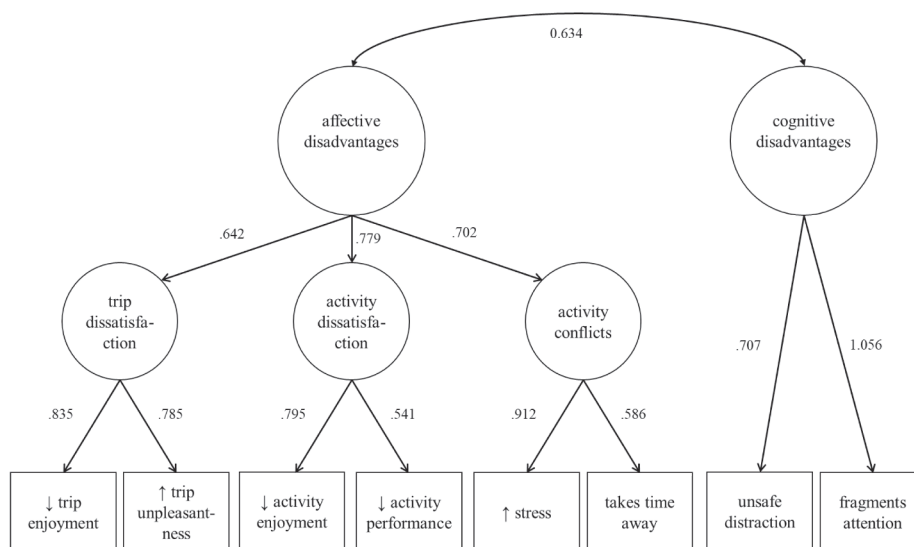 0.634
affective
disadvantages
cognitive
disadvantages
.642
.779
.702
trip
dissatisfa-
ction
activity
dissatisfa-
ction
activity
conflicts
.707
1.056
.835
.785
.795
.541
.912
.586
↓ trip
enjoyment
↑ trip
unpleasant-
ness
↓ activity
enjoyment
↓ activity
performance
↑ stress
takes time
away
unsafe
distraction
fragments
attention